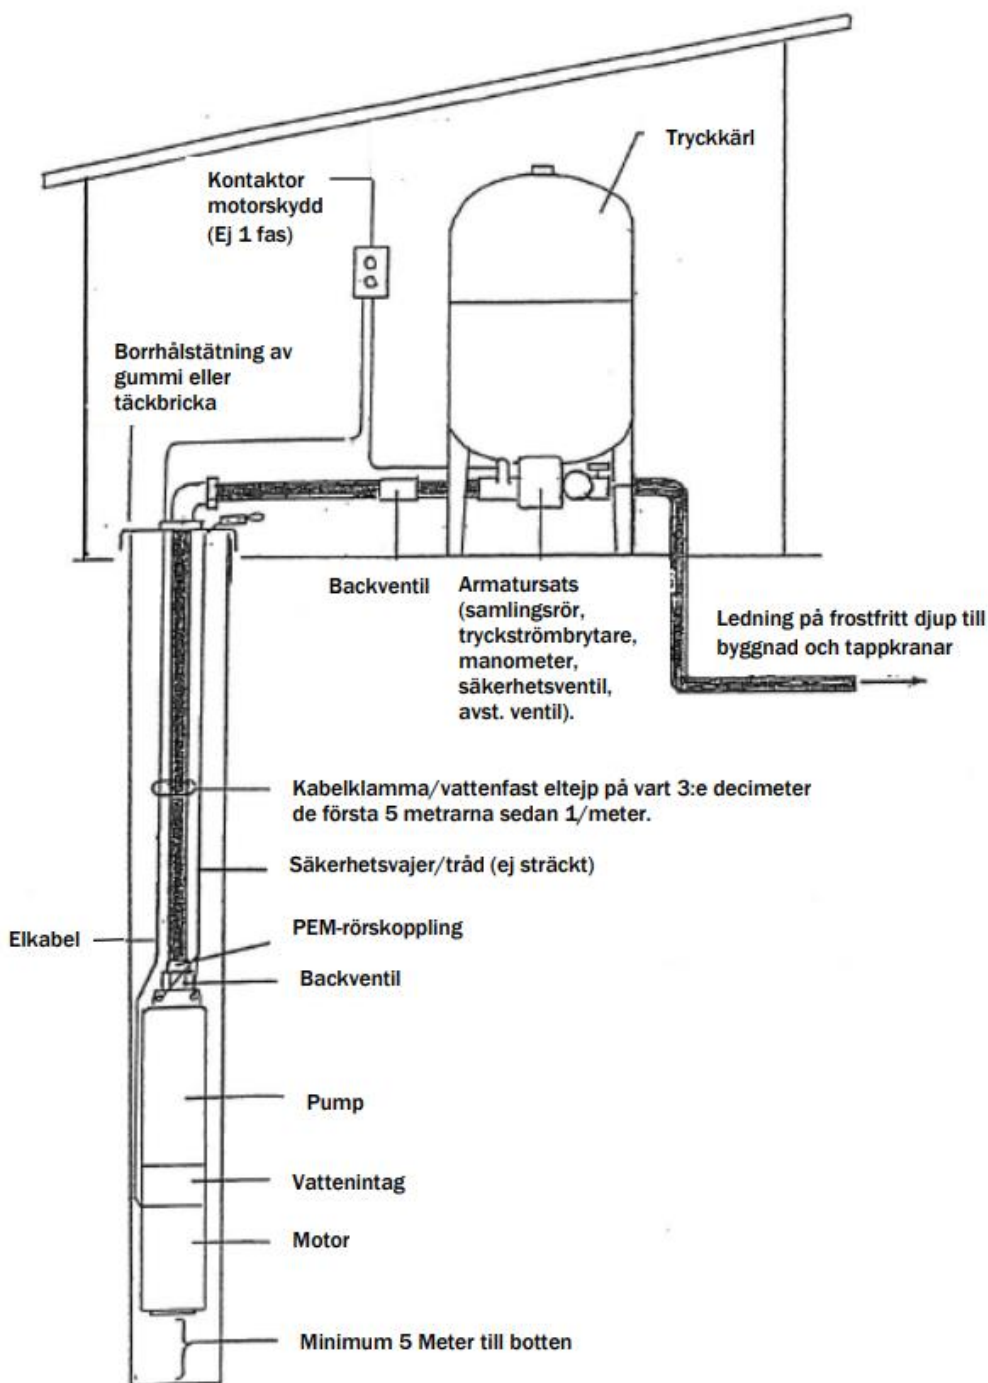 Tryckkärl
Kontaktor
motorskydd
(Ej 1 fas)
Borrhålstätning av
gummi eller
täckbricka
Backventil
Armatursats
(samlingsrör,
tryckströmbrytare,
manometer,
säkerhetsventil,
avst. ventil).
Ledning på frostfritt djup till
byggnad och tappkranar
Kabelklamma/vattenfast eltejp på vart 3:e decimeter
de första 5 metrarna sedan 1/meter.
Säkerhetsvajer/tråd (ej sträckt)
PEM-rörskoppling
Elkabel
Backventil
Pump
Vattenintag
Motor
Minimum 5 Meter till botten